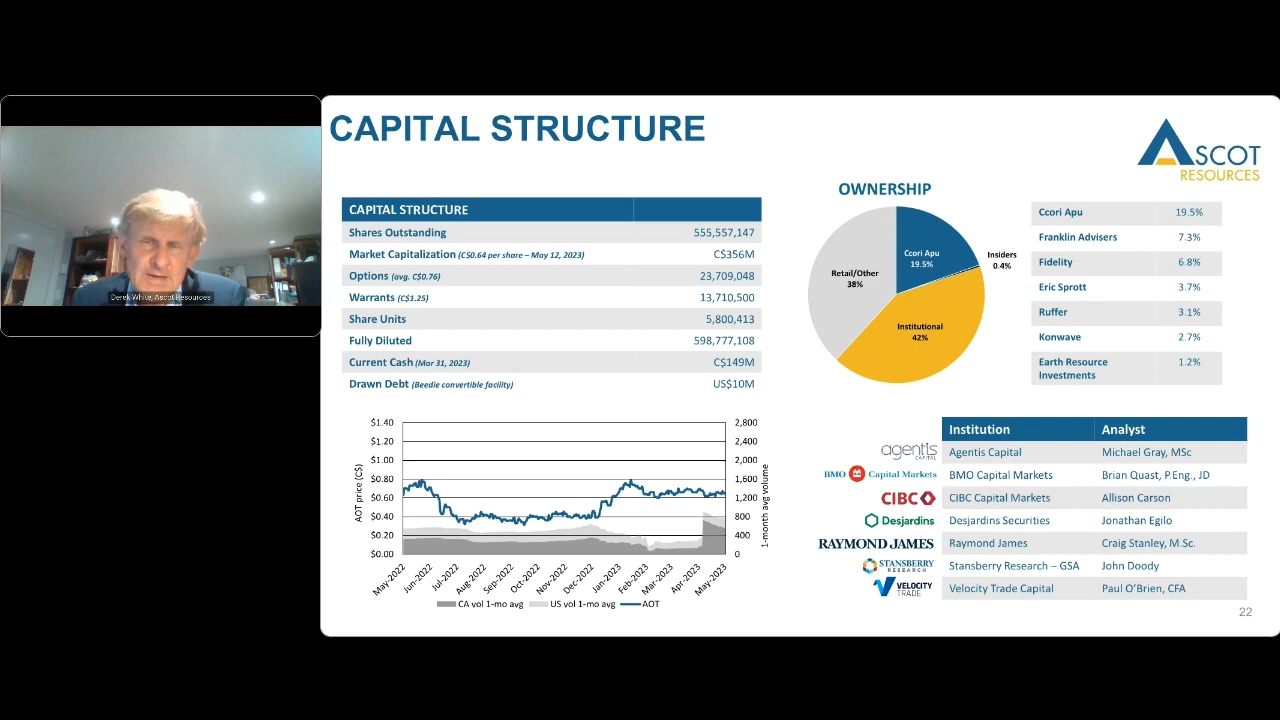 CAPITAL STRUCTURE
ASCOT
RESOURCES
Derek White, Ascot Resources
CAPITAL STRUCTURE
Shares Outstanding 555,557,147
Market Capitalization (C$0.64 per share – May 12, 2023) C$356M
Options (avg. C$0.76) 23,709,048
Warrants (C$1.25) 13,710,500
Share Units 5,800,413
Fully Diluted 598,777,108
Current Cash (Mar 31, 2023) C$149M
Drawn Debt (Beedie convertible facility) US$10M
OWNERSHIP
Ccori Apu
19.5%
Insiders
0.4%
Retail/Other
38%
Institutional
42%
Ccori Apu 19.5%
Franklin Advisers 7.3%
Fidelity 6.8%
Eric Sprott 3.7%
Ruffer 3.1%
Konwave 2.7%
Earth Resource 1.2%
Investments
$1.40 2,800
$1.20 2,400
$1.00 2,000
$0.80 1,600
$0.60 1,200
$0.40 800
$0.20 400
$0.00 0
AOT price (C$)
1-month avg volume
May-2022
Jun-2022
Jul-2022
Aug-2022
Sep-2022
Oct-2022
Nov-2022
Dec-2022
Jan-2023
Feb-2023
Mar-2023
Apr-2023
May-2023
CA vol 1-mo avg US vol 1-mo avg AOT
Institution Analyst
agentis
CAPITAL
Agentis Capital Michael Gray, MSc
BMO Capital Markets
BMO Capital Markets Brian Quast, P.Eng., JD
CIBC
CIBC Capital Markets Allison Carson
Desjardins
Desjardins Securities Jonathan Egilo
RAYMOND JAMES
Raymond James Craig Stanley, M.Sc.
STANSBERRY
RESEARCH
Stansberry Research – GSA John Doody
VELOCITY
TRADE
Velocity Trade Capital Paul O'Brien, CFA
22